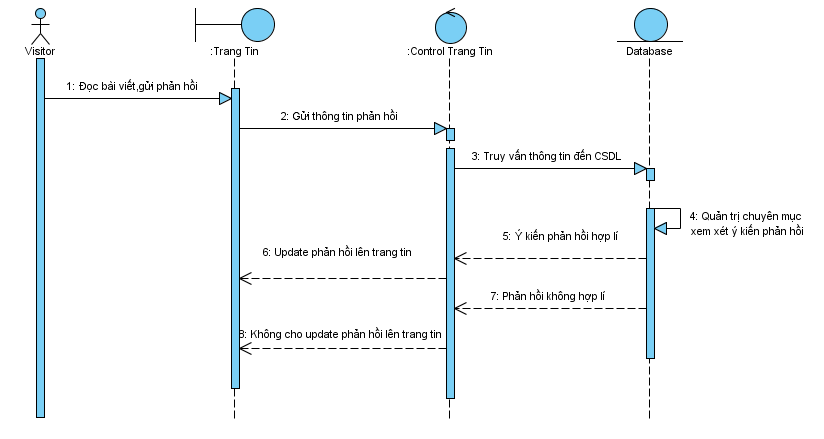 Visitor
:Trang Tin
:Control Trang Tin
Database
1: Đọc bài viết,gửi phản hồi
2: Gửi thông tin phản hồi
3: Truy vấn thông tin đến CSDL
4: Quản trị chuyên mục
xem xét ý kiến phản hồi
5: Ý kiến phản hồi hợp lí
6: Update phản hồi lên trang tin
7: Phản hồi không hợp lí
8: Không cho update phản hồi lên trang tin